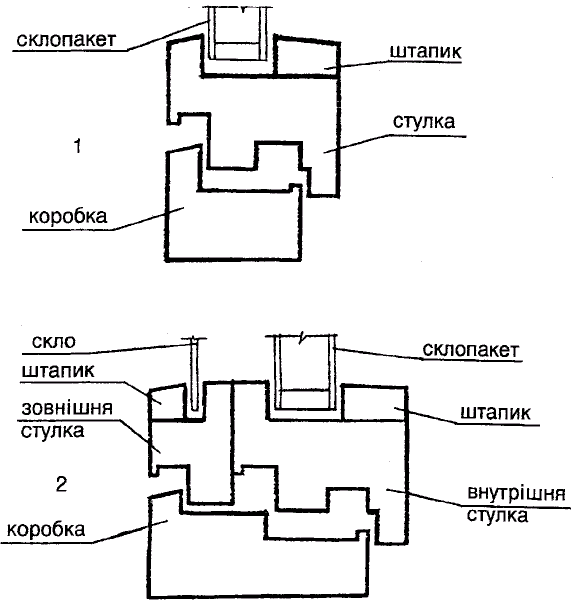 склопакет
штапик
стулка
1
коробка
скло
склопакет
штапик
штапик
зовнішня
стулка
2
внутрішня
стулка
коробка